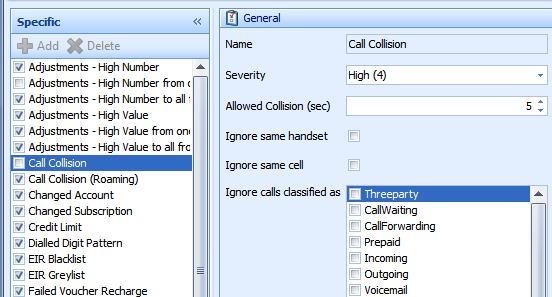 Specific
Add Delete
Adjustments - High Number
Adjustments - High Number from o
Adjustments - High Number to all f
Adjustments - High Value
Adjustments - High Value from one
Adjustments - High Value to all fro
Call Collision
Call Collision (Roaming)
Changed Account
Changed Subscription
Credit Limit
Dialled Digit Pattern
EIR Blacklist
EIR Greylist
Failed Voucher Recharge
General
Name Call Collision
Severity High (4)
Allowed Collision (sec) 5
Ignore same handset
Ignore same cell
Ignore calls classified as Threeparty
CallWaiting
CallForwarding
Prepaid
Incoming
Outgoing
Voicemail